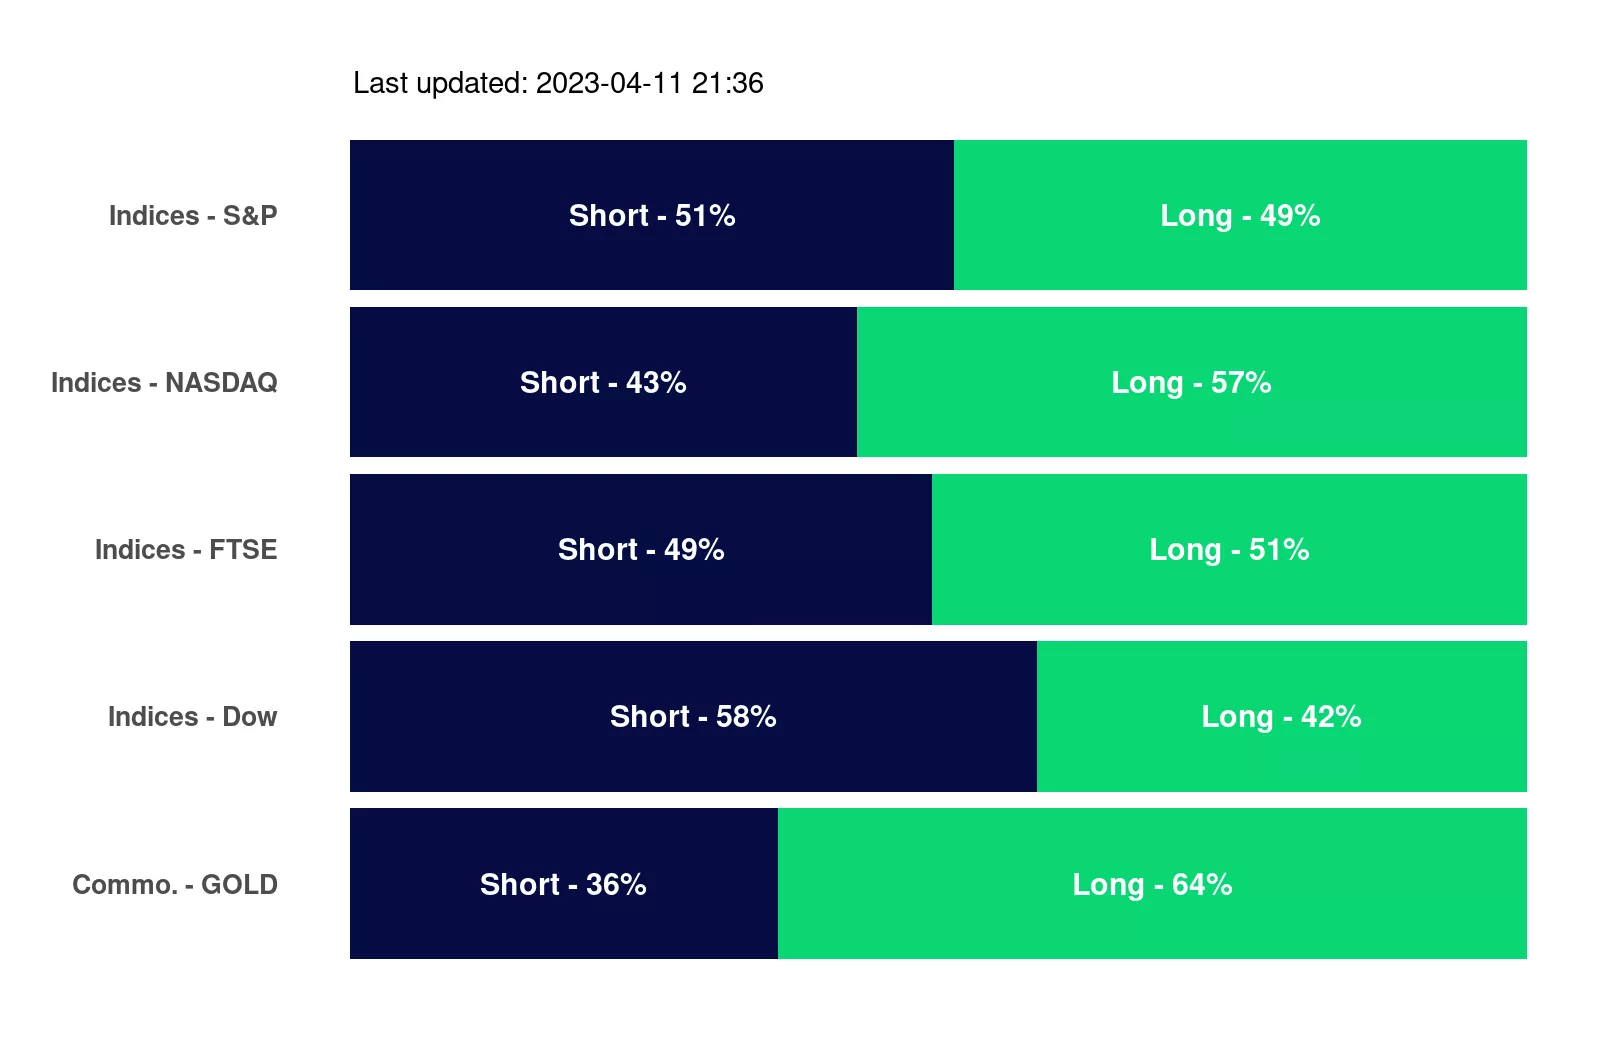 Last updated: 2023-04-11 21:36
Indices - S&P Short - 51% Long - 49%
Indices - NASDAQ Short - 43% Long - 57%
Indices - FTSE Short - 49% Long - 51%
Indices - Dow Short - 58% Long - 42%
Commo. - GOLD Short - 36% Long - 64%